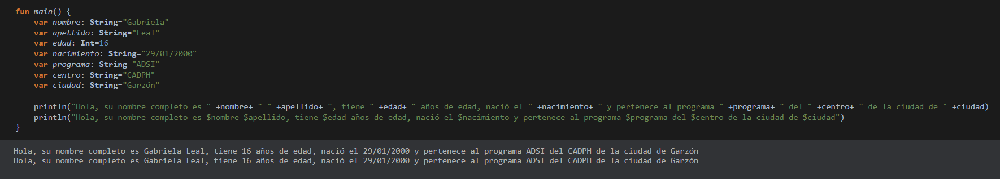 fun main() {
    var nombre: String="Gabriela"
    var apellido: String="Leal"
    var edad: Int=16
    var nacimiento: String="29/01/2000"
    var programa: String="ADSI"
    var centro: String="CADPH"
    var ciudad: String="Garzón"

    println("Hola, su nombre completo es " +nombre+ " " +apellido+ ", tiene " +edad+ " años de edad, nació el " +nacimiento+ " y pertenece al programa " +programa+ " del " +centro+ " de la ciudad de " +ciudad)
    println("Hola, su nombre completo es $nombre $apellido, tiene $edad años de edad, nació el $nacimiento y pertenece al programa $programa del $centro de la ciudad de $ciudad")
}
Hola, su nombre completo es Gabriela Leal, tiene 16 años de edad, nació el 29/01/2000 y pertenece al programa ADSI del CADPH de la ciudad de Garzón
Hola, su nombre completo es Gabriela Leal, tiene 16 años de edad, nació el 29/01/2000 y pertenece al programa ADSI del CADPH de la ciudad de Garzón